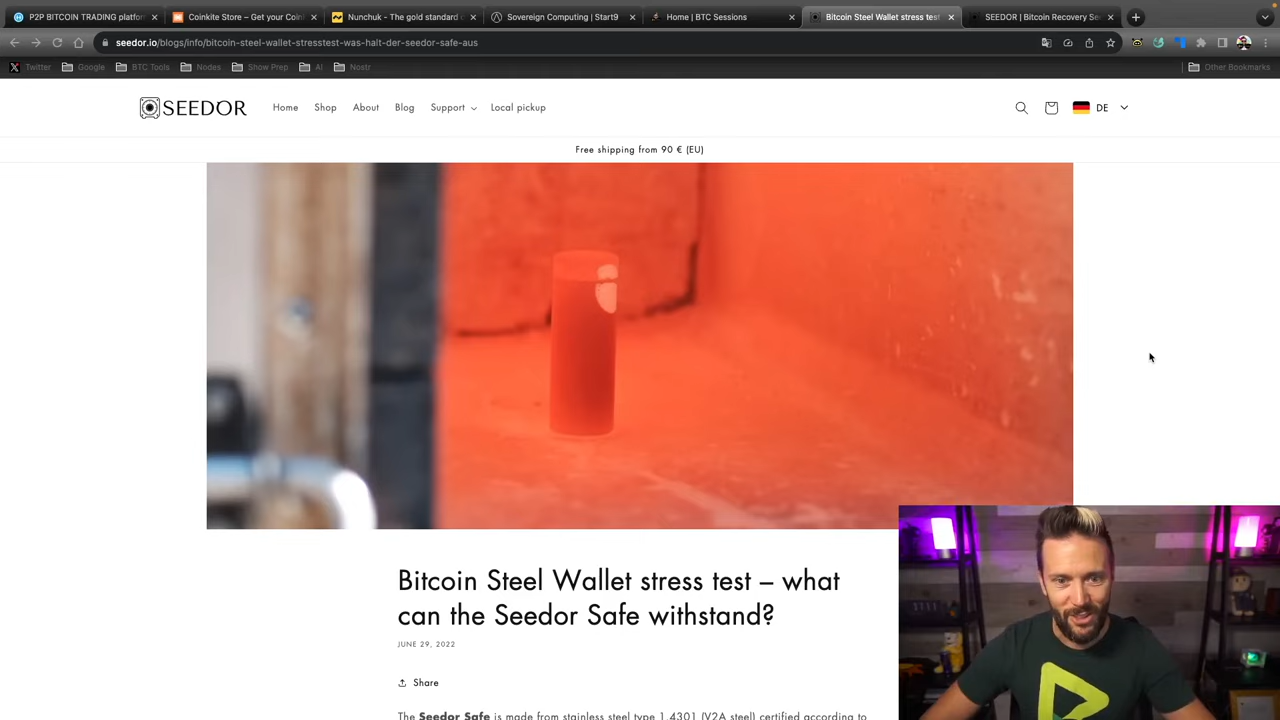 P2P BITCOIN TRADING platfor
Coinkite Store – Get your Coin
Nunchuk - The gold standard o
Sovereign Computing | Start9
Home | BTC Sessions
Bitcoin Steel Wallet stress test
SEEDOR | Bitcoin Recovery Se
seedor.io/blogs/info/bitcoin-steel-wallet-stresstest-was-halt-der-seedor-safe-aus
Twitter Google BTC Tools Nodes Show Prep AI Nostr Other Bookmarks
SEEDOR Home Shop About Blog Support Local pickup DE
Free shipping from 90 € (EU)
Bitcoin Steel Wallet stress test – what
can the Seedor Safe withstand?
JUNE 29, 2022
Share
The Seedor Safe is made from stainless steel type 1.4301 (V2A steel) certified according to